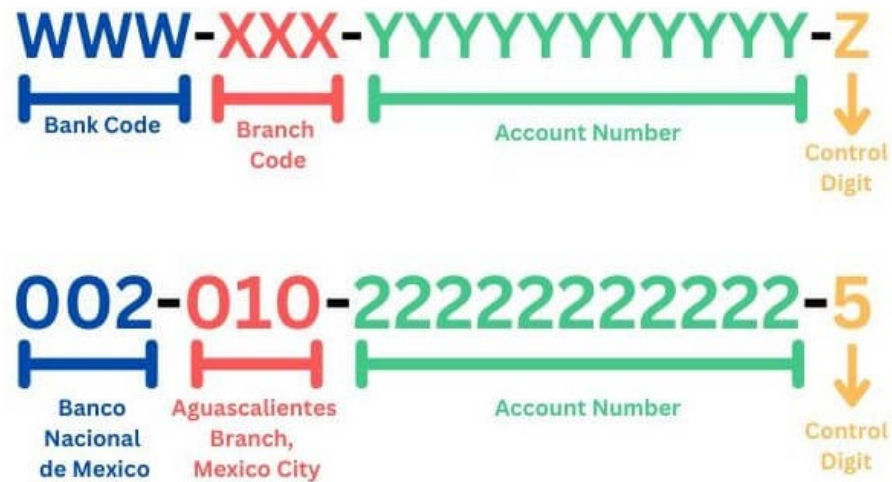 WWW-XXX-YYYYYYYYYYY-Z
Bank Code
Branch
Code
Account Number
Control
Digit
002-010-22222222222-5
Banco
Nacional
de Mexico
Aguascalientes
Branch,
Mexico City
Account Number
Control
Digit